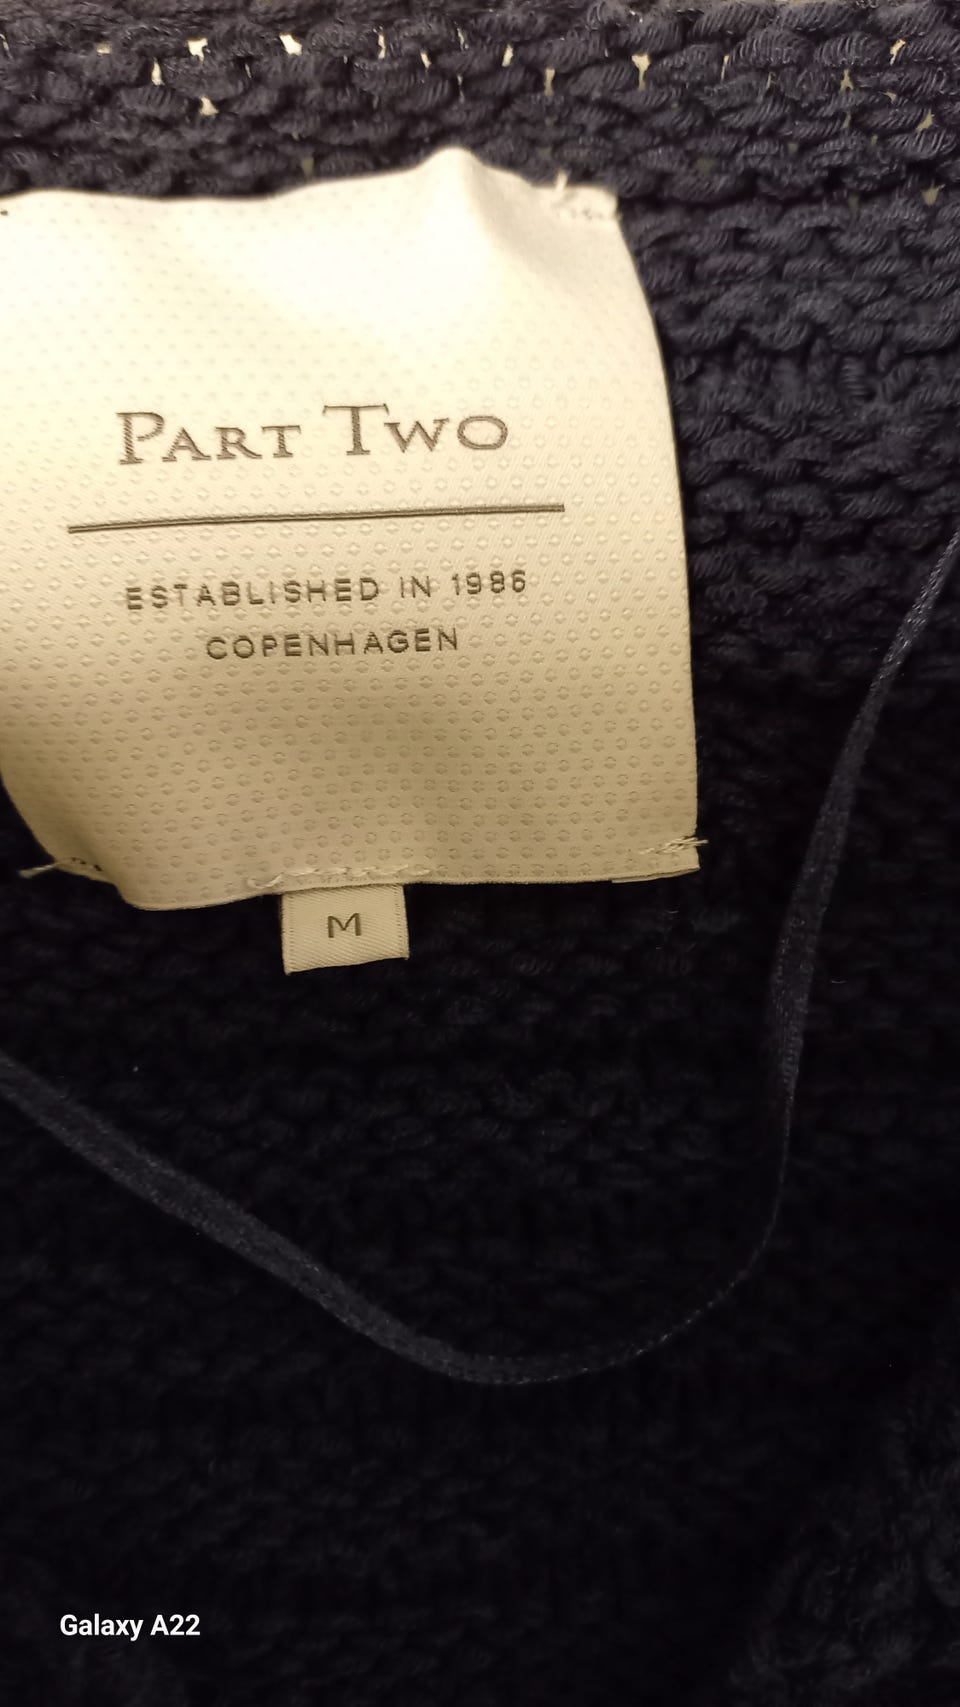 PART TWO
ESTABLISHED IN 1986
COPENHAGEN
M
Galaxy A22